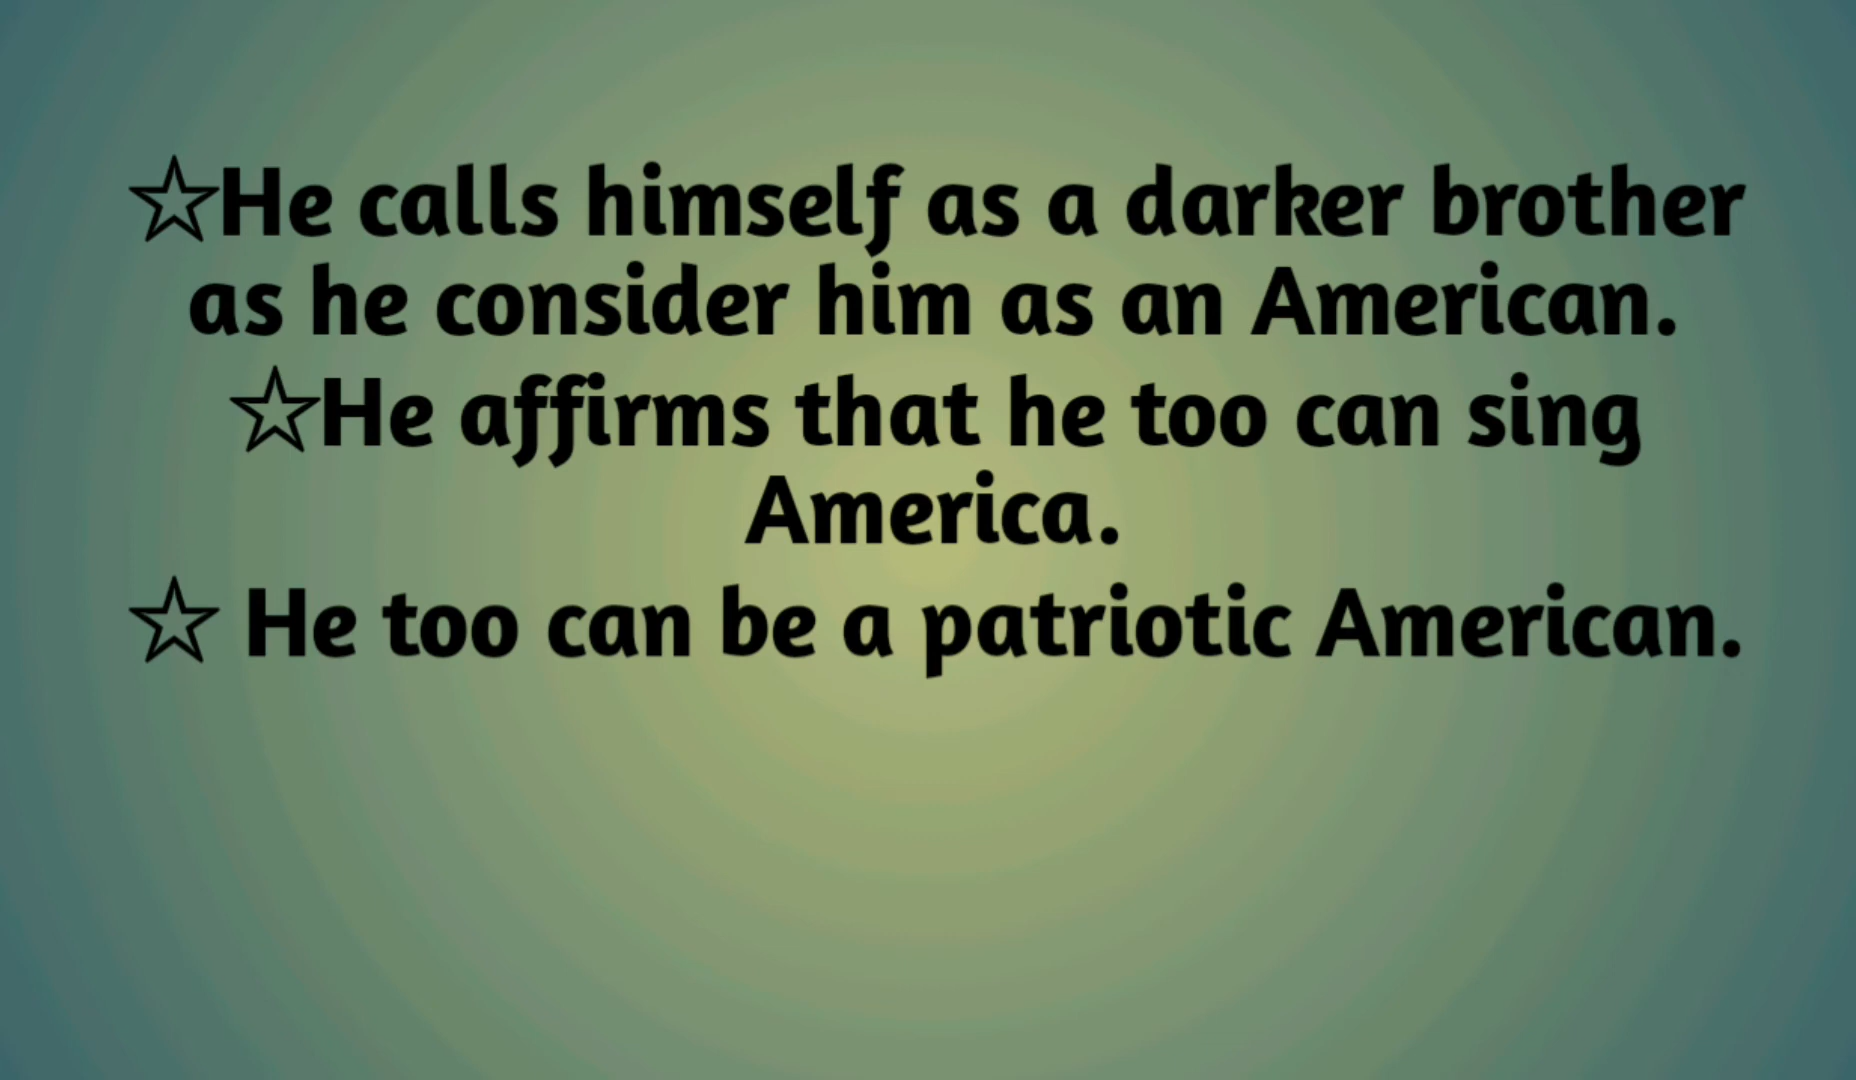 ☆He calls himself as a darker brother
as he consider him as an American.
☆He affirms that he too can sing
America.
☆ He too can be a patriotic American.